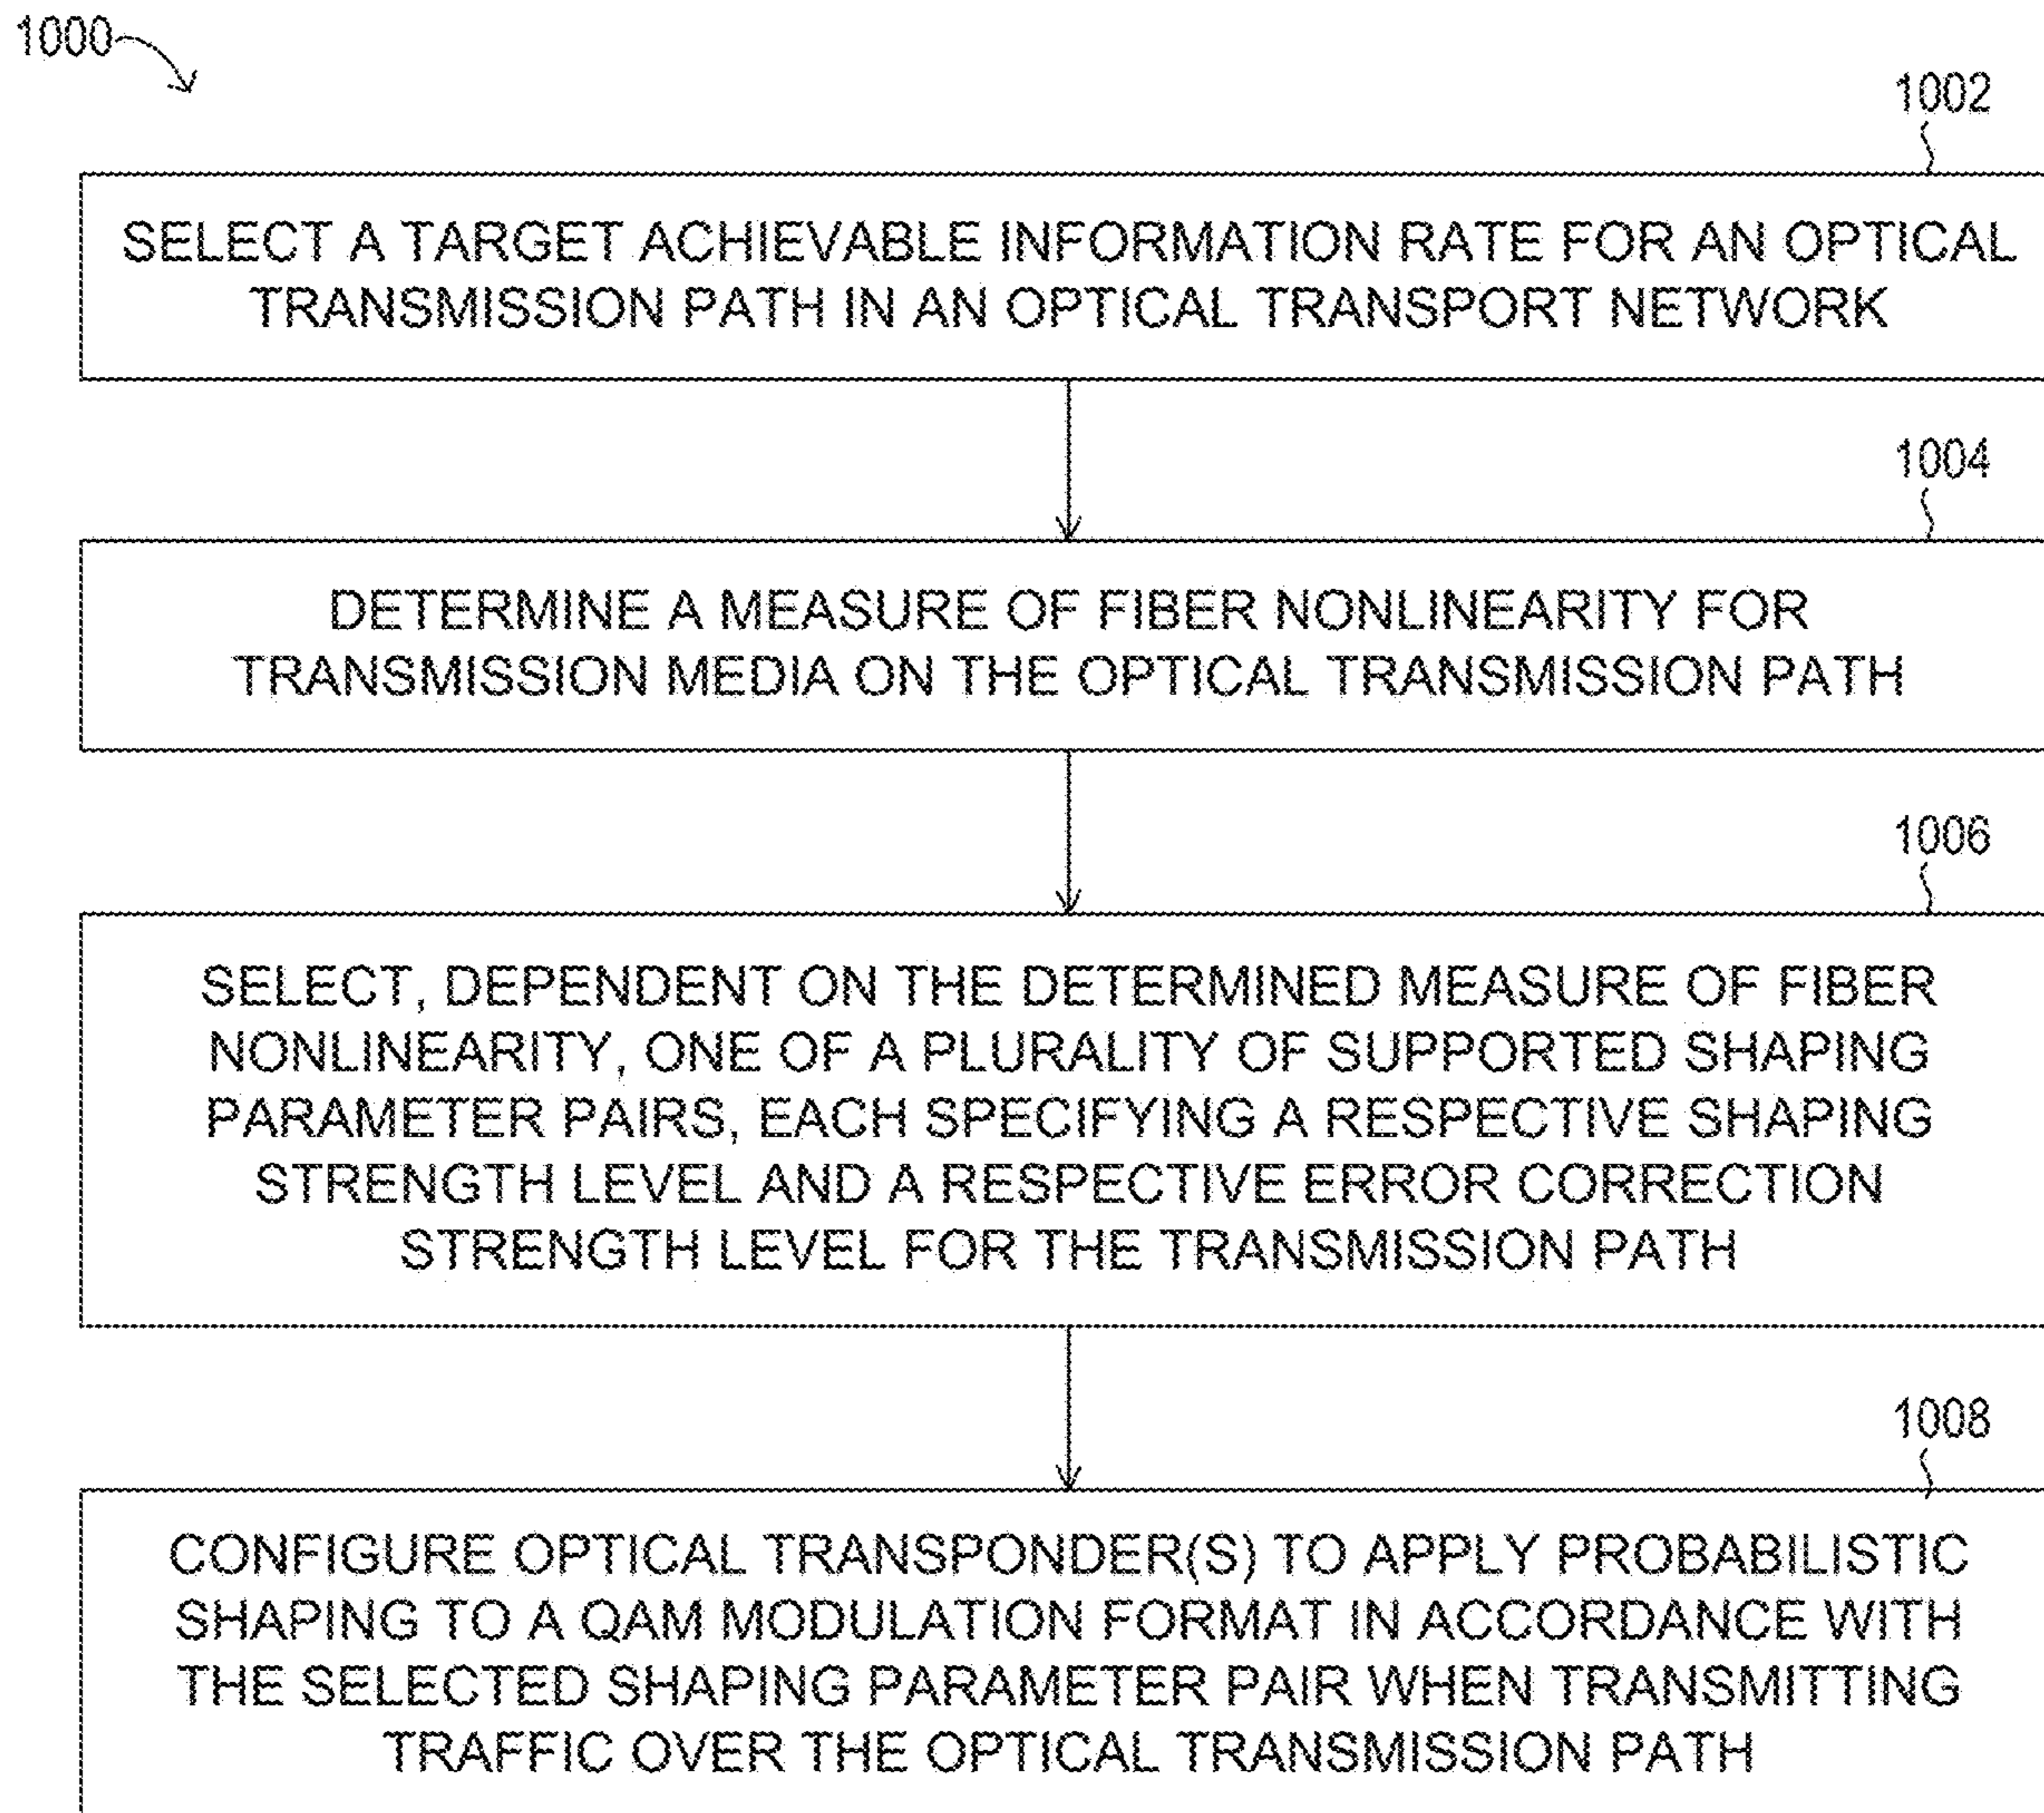 1000
1002
SELECT A TARGET ACHIEVABLE INFORMATION RATE FOR AN OPTICAL
TRANSMISSION PATH IN AN OPTICAL TRANSPORT NETWORK
1004
DETERMINE A MEASURE OF FIBER NONLINEARITY FOR
TRANSMISSION MEDIA ON THE OPTICAL TRANSMISSION PATH
1006
SELECT, DEPENDENT ON THE DETERMINED MEASURE OF FIBER
NONLINEARITY, ONE OF A PLURALITY OF SUPPORTED SHAPING
PARAMETER PAIRS, EACH SPECIFYING A RESPECTIVE SHAPING
STRENGTH LEVEL AND A RESPECTIVE ERROR CORRECTION
STRENGTH LEVEL FOR THE TRANSMISSION PATH
1008
CONFIGURE OPTICAL TRANSPONDER(S) TO APPLY PROBABILISTIC
SHAPING TO A QAM MODULATION FORMAT IN ACCORDANCE WITH
THE SELECTED SHAPING PARAMETER PAIR WHEN TRANSMITTING
TRAFFIC OVER THE OPTICAL TRANSMISSION PATH